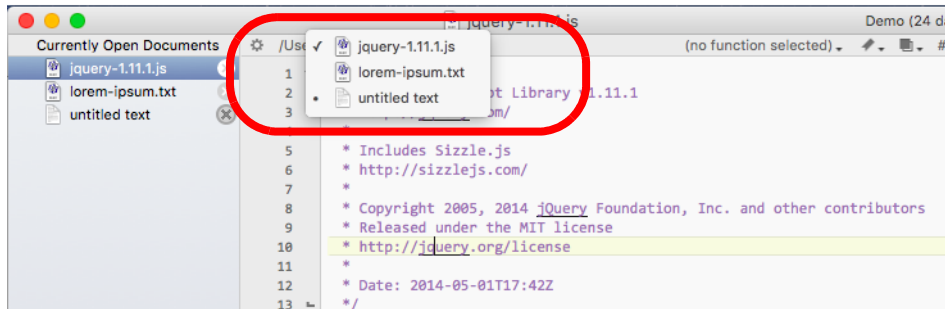 jquery-1.11.1.js
Demo (24
Currently Open Documents
jquery-1.11.1.js
lorem-ipsum.txt
untitled text
✓ jquery-1.11.1.js
lorem-ipsum.txt
• untitled text
(no function selected)
#
1
2 Library v1.11.1
3
5 * Includes Sizzle.js
6 * http://sizzlejs.com/
7 *
8 * Copyright 2005, 2014 jQuery Foundation, Inc. and other contributors
9 * Released under the MIT license
10 * http://jquery.org/license
11 *
12 * Date: 2014-05-01T17:42Z
13 */